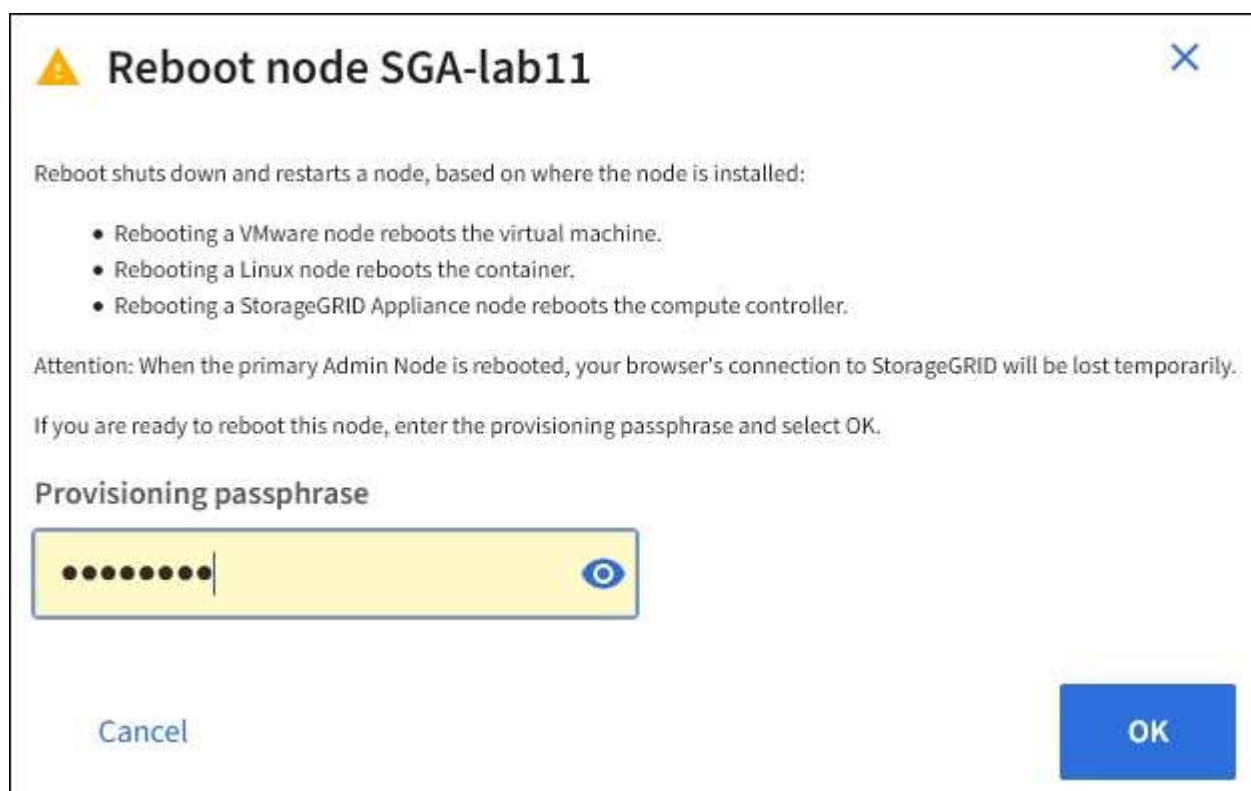 Reboot node SGA-lab11
Reboot shuts down and restarts a node, based on where the node is installed:
• Rebooting a VMware node reboots the virtual machine.
• Rebooting a Linux node reboots the container.
• Rebooting a StorageGRID Appliance node reboots the compute controller.
Attention: When the primary Admin Node is rebooted, your browser's connection to StorageGRID will be lost temporarily.
If you are ready to reboot this node, enter the provisioning passphrase and select OK.
Provisioning passphrase
••••••••
Cancel
OK